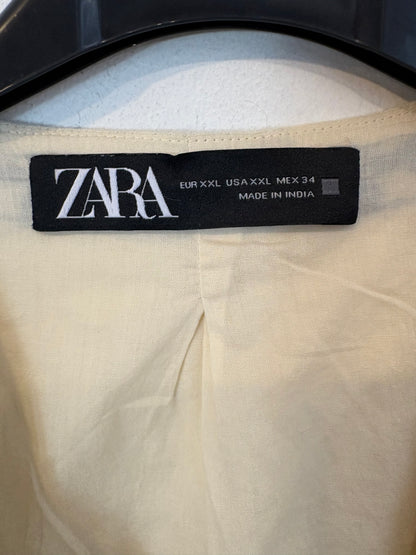 ZARA
EUR XXL USA XXL MEX 34
MADE IN INDIA